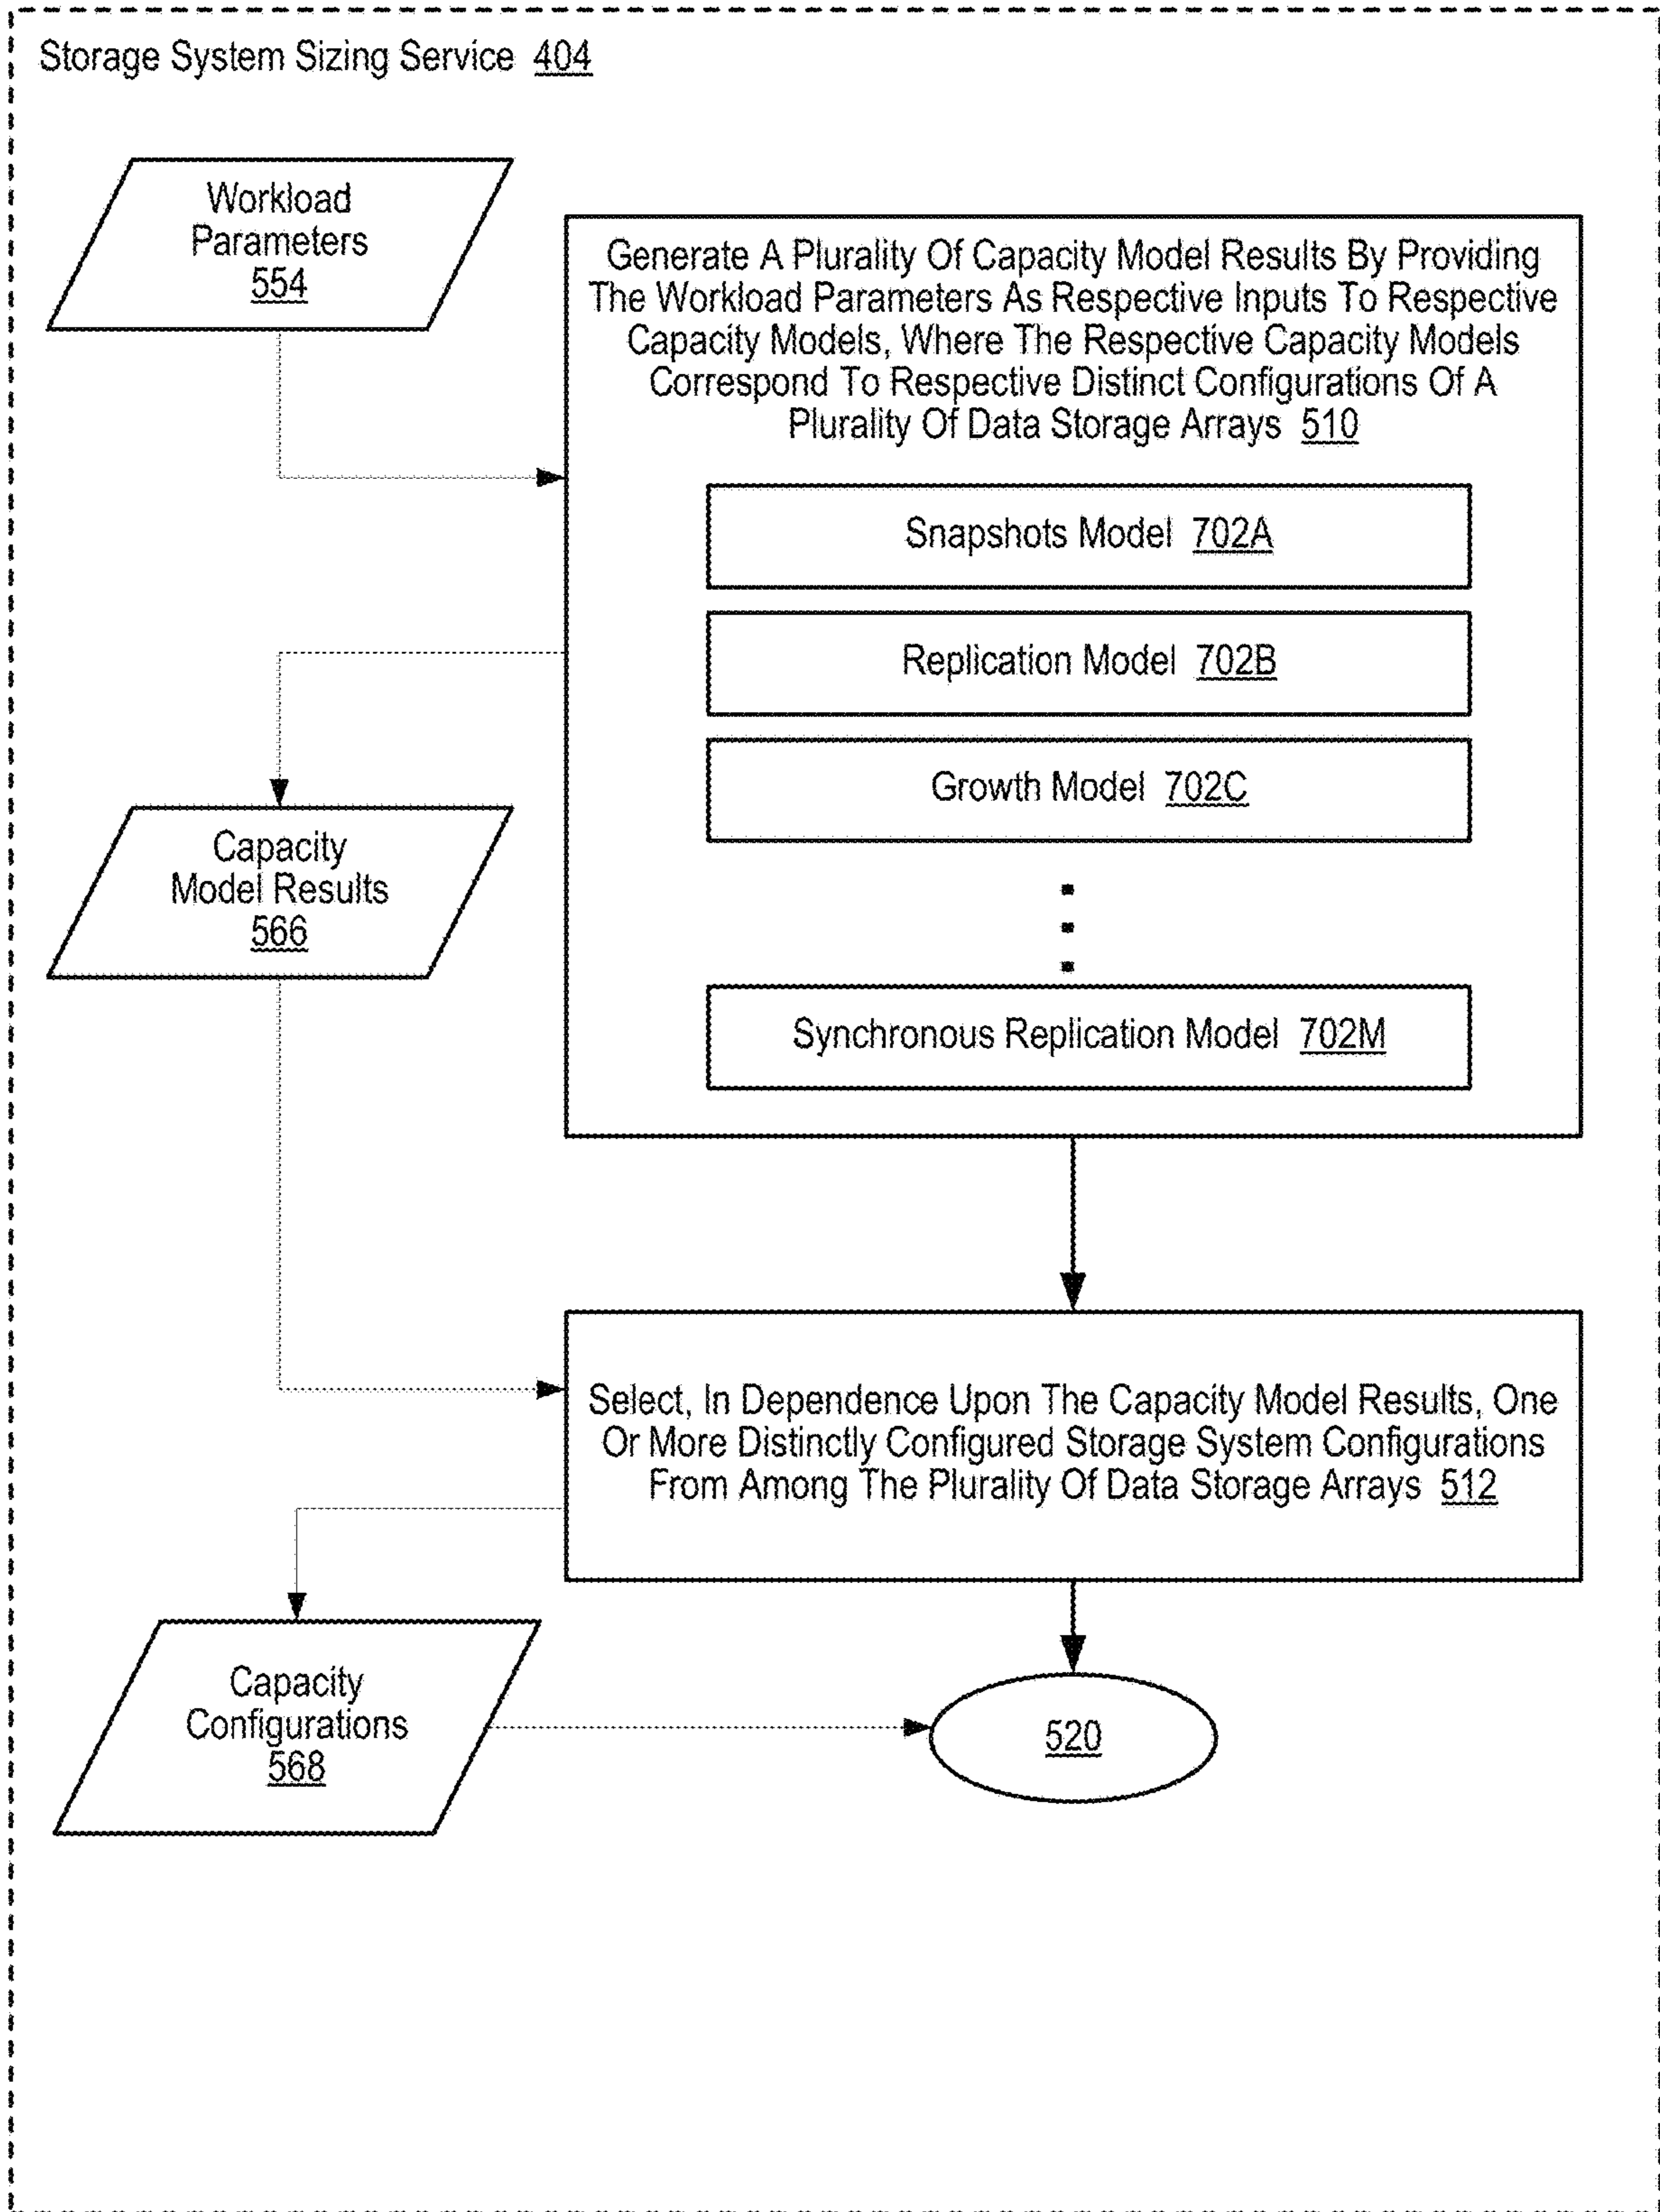 Storage System Sizing Service 404
Workload
Parameters
554
Generate A Plurality Of Capacity Model Results By Providing
The Workload Parameters As Respective Inputs To Respective
Capacity Models, Where The Respective Capacity Models
Correspond To Respective Distinct Configurations Of A
Plurality Of Data Storage Arrays 510
Snapshots Model 702A
Replication Model 702B
Growth Model 702C
Capacity
Model Results
566
Synchronous Replication Model 702M
Select, In Dependence Upon The Capacity Model Results, One
Or More Distinctly Configured Storage System Configurations
From Among The Plurality Of Data Storage Arrays 512
Capacity
Configurations
568
520